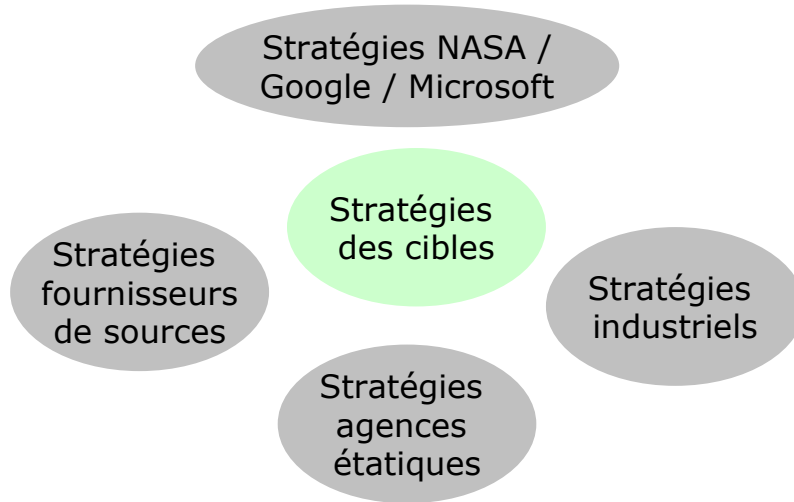 Stratégies NASA /
Google / Microsoft
Stratégies
des cibles
Stratégies
fournisseurs
de sources
Stratégies
industriels
Stratégies
agences
étatiques